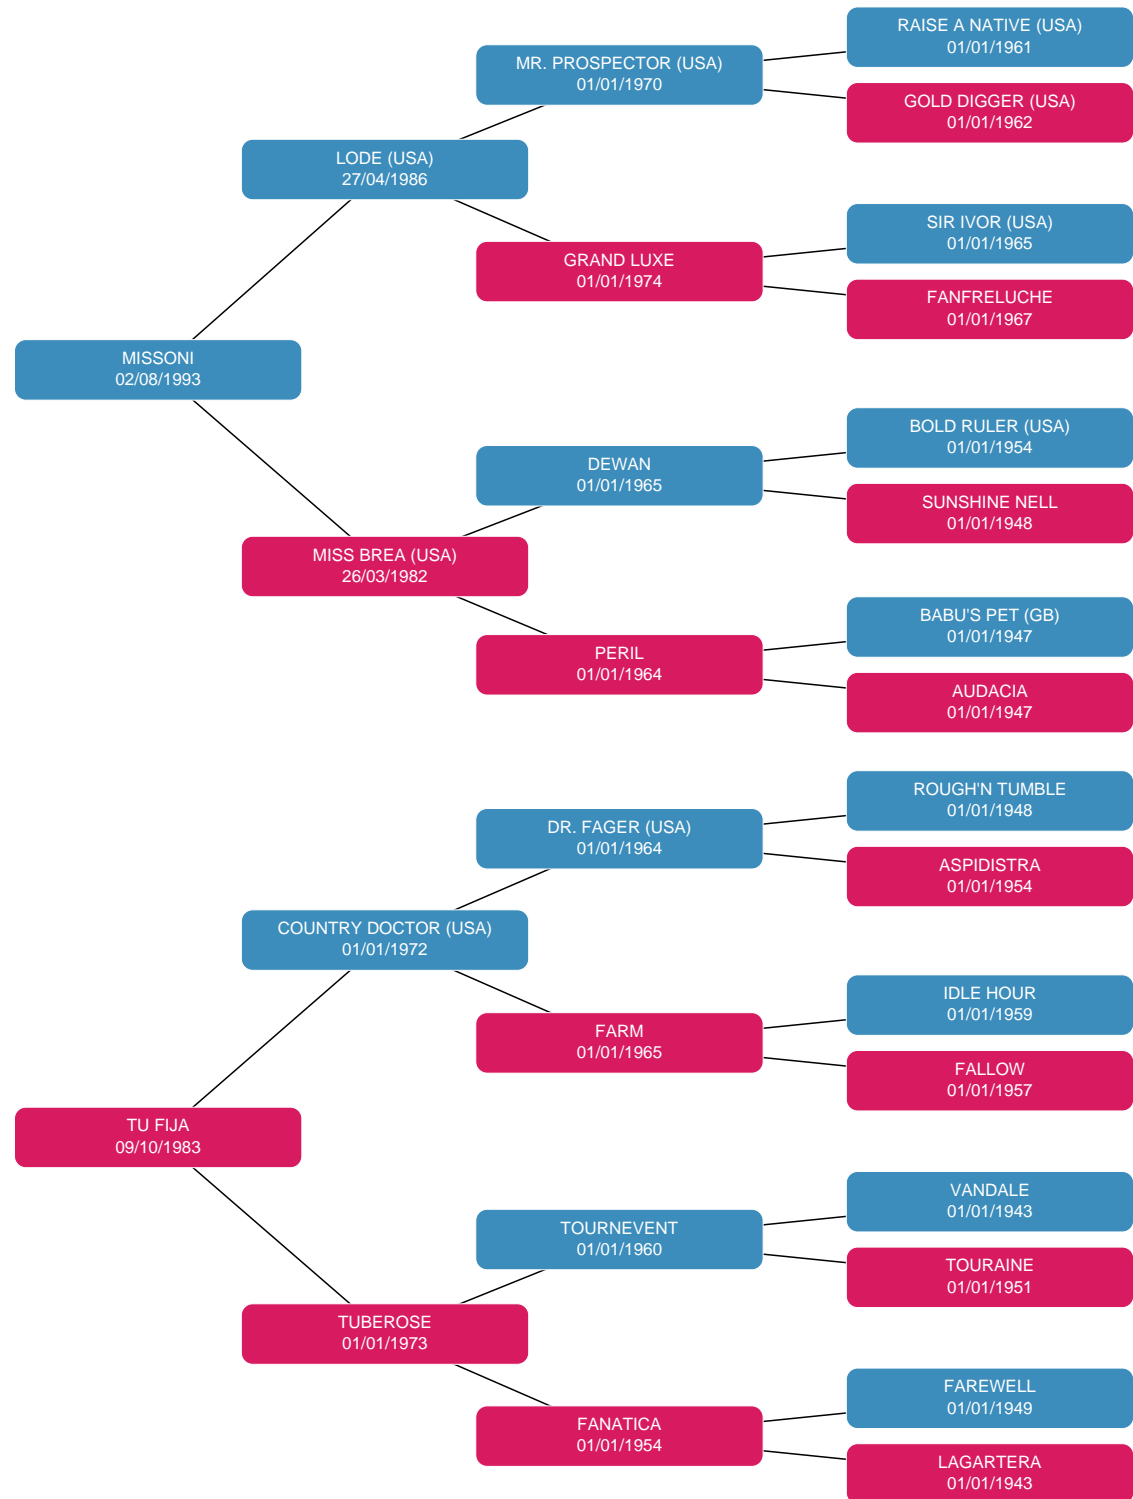 RAISE A NATIVE (USA)
01/01/1961
MR. PROSPECTOR (USA)
01/01/1970
GOLD DIGGER (USA)
01/01/1962
LODE (USA)
27/04/1986
SIR IVOR (USA)
01/01/1965
GRAND LUXE
01/01/1974
FANFRELUCHE
01/01/1967
MISSONI
02/08/1993
BOLD RULER (USA)
01/01/1954
DEWAN
01/01/1965
SUNSHINE NELL
01/01/1948
MISS BREA (USA)
26/03/1982
BABU'S PET (GB)
01/01/1947
PERIL
01/01/1964
AUDACIA
01/01/1947
ROUGH'N TUMBLE
01/01/1948
DR. FAGER (USA)
01/01/1964
ASPIDISTRA
01/01/1954
COUNTRY DOCTOR (USA)
01/01/1972
IDLE HOUR
01/01/1959
FARM
01/01/1965
FALLOW
01/01/1957
TU FIJA
09/10/1983
VANDALE
01/01/1943
TOURNEVENT
01/01/1960
TOURAINE
01/01/1951
TUBEROSE
01/01/1973
FAREWELL
01/01/1949
FANATICA
01/01/1954
LAGARTERA
01/01/1943